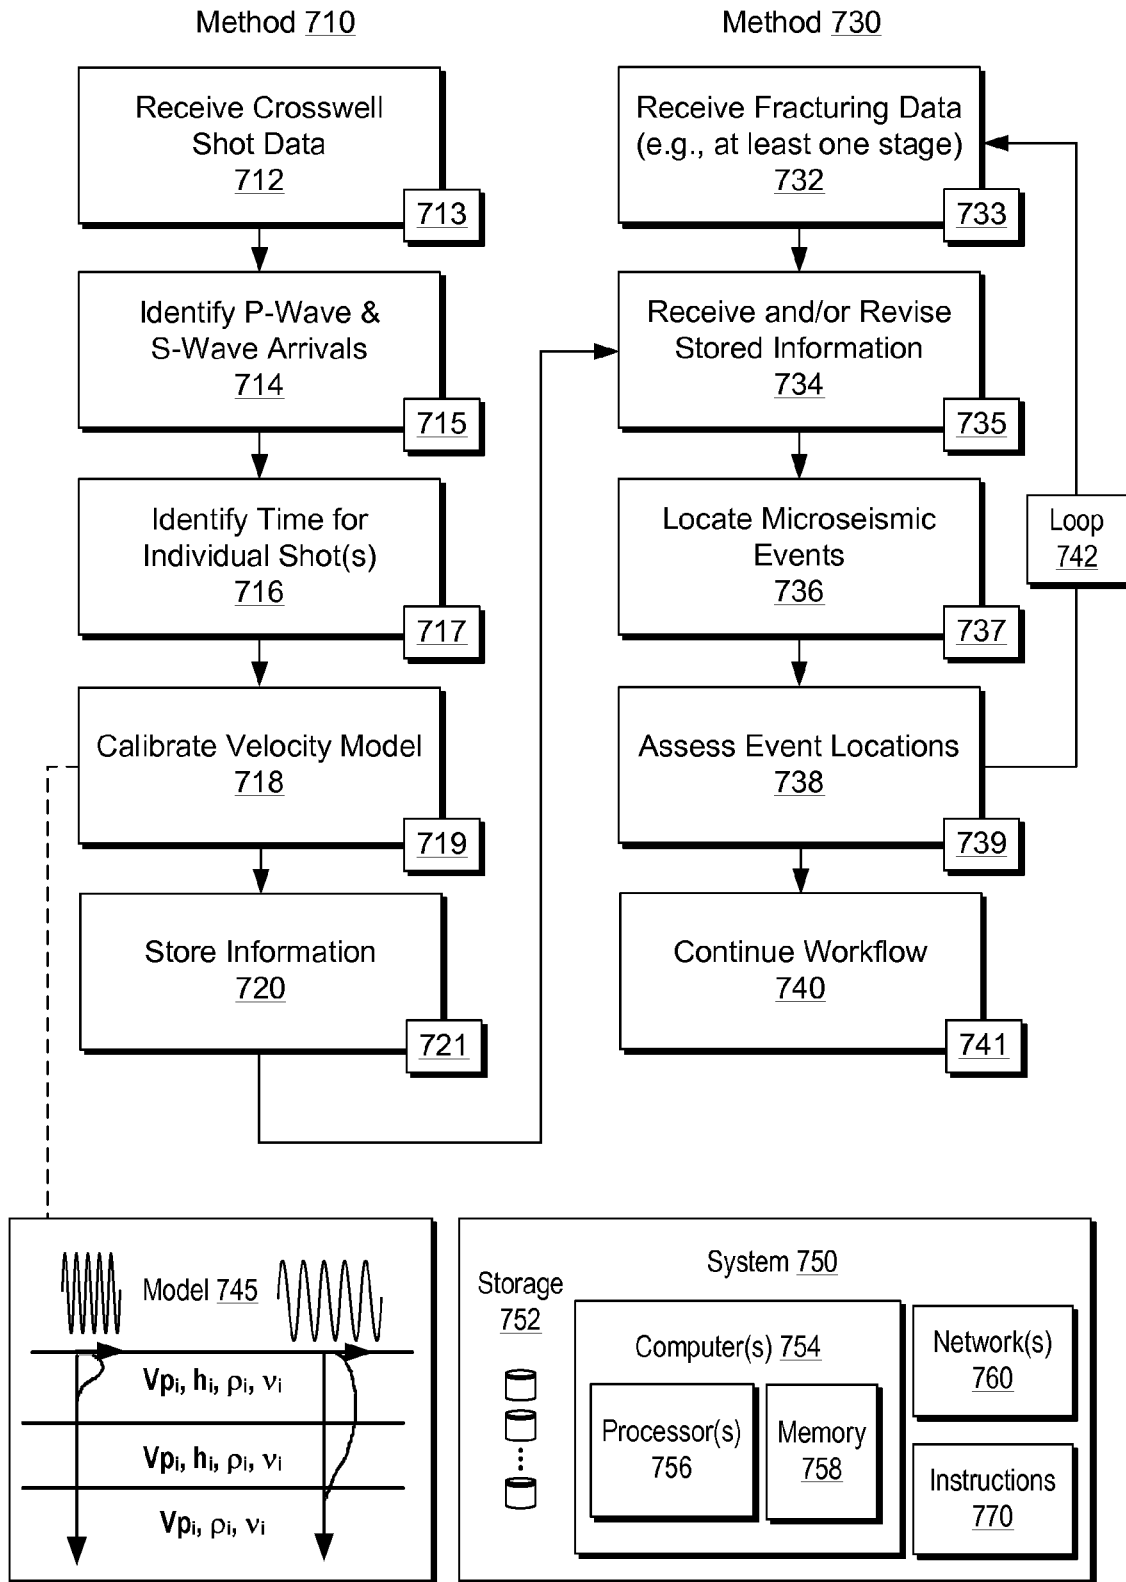 Method 710
Receive Crosswell
Shot Data
712
713
Identify P-Wave &
S-Wave Arrivals
714
715
Identify Time for
Individual Shot(s)
716
717
Calibrate Velocity Model
718
719
Store Information
720
721
Method 730
Receive Fracturing Data
(e.g., at least one stage)
732
733
Receive and/or Revise
Stored Information
734
735
Locate Microseismic
Events
736
737
Assess Event Locations
738
739
Continue Workflow
740
741
Loop
742
Model 745
Vpi, hi, ρi, νi
Vpi, hi, ρi, νi
Vpi, ρi, νi
System 750
Storage
752
Computer(s) 754
Processor(s)
756
Memory
758
Network(s)
760
Instructions
770